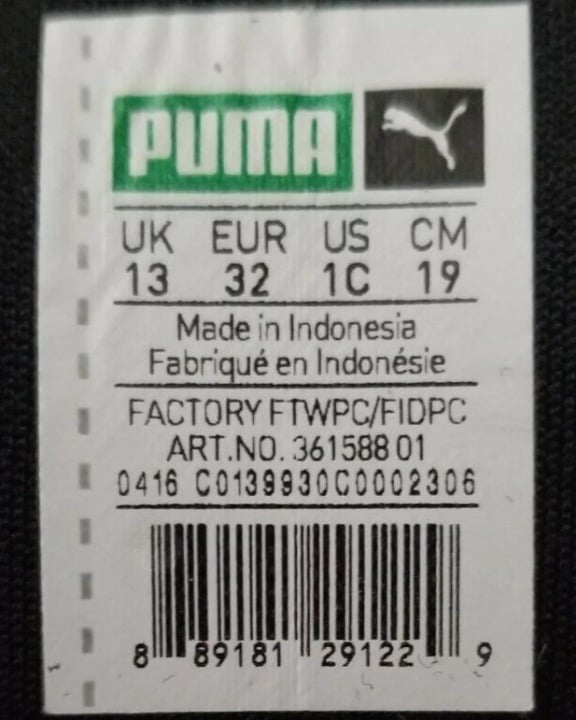 PUMA
UK EUR US CM
13 32 1C 19
Made in Indonesia
Fabriqué en Indonésie
FACTORY FTWPC/FIDPC
ART.NO. 361588 01
0416 C0139930C0002306
8 89181 29122 9